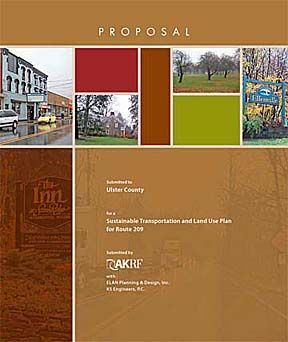 PROPOSAL
Ellenville
the
Inn
Submitted to
Ulster County
for a
Sustainable Transportation and Land Use Plan
for Route 209
Submitted by
AKRF
with:
ELAN Planning & Design, Inc.
KS Engineers, P.C.